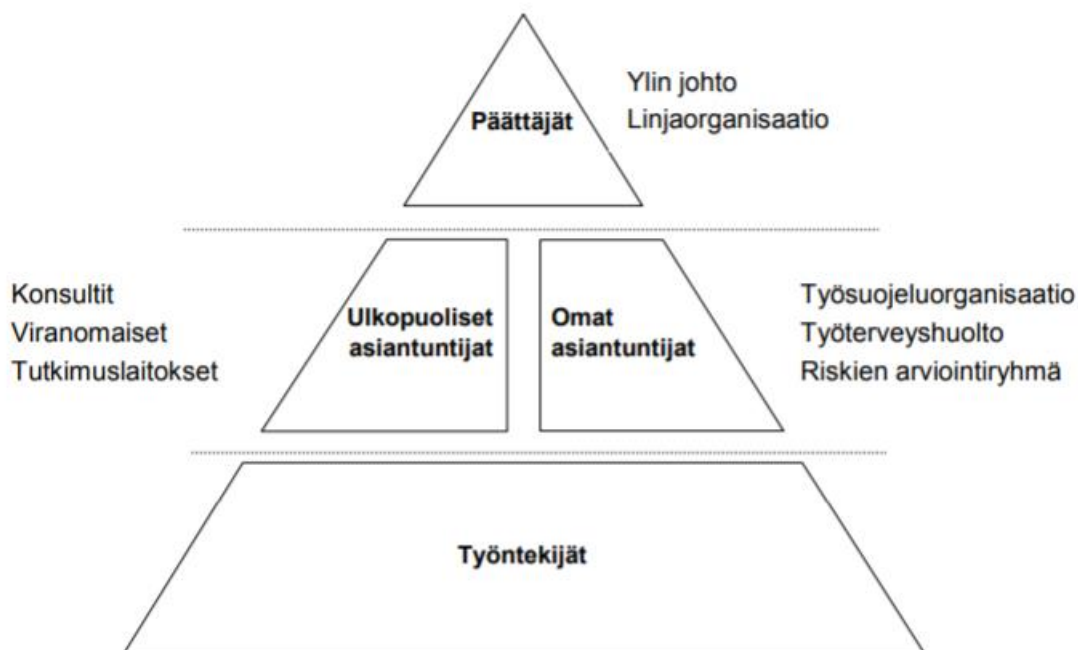 Ylin johto
Linjaorganisaatio
Päättäjät
Konsultit
Viranomaiset
Tutkimuslaitokset
Ulkopuoliset
asiantuntijat
Omat
asiantuntijat
Työsuojeluorganisaatio
Työterveyshuolto
Riskien arviointiryhmä
Työntekijät